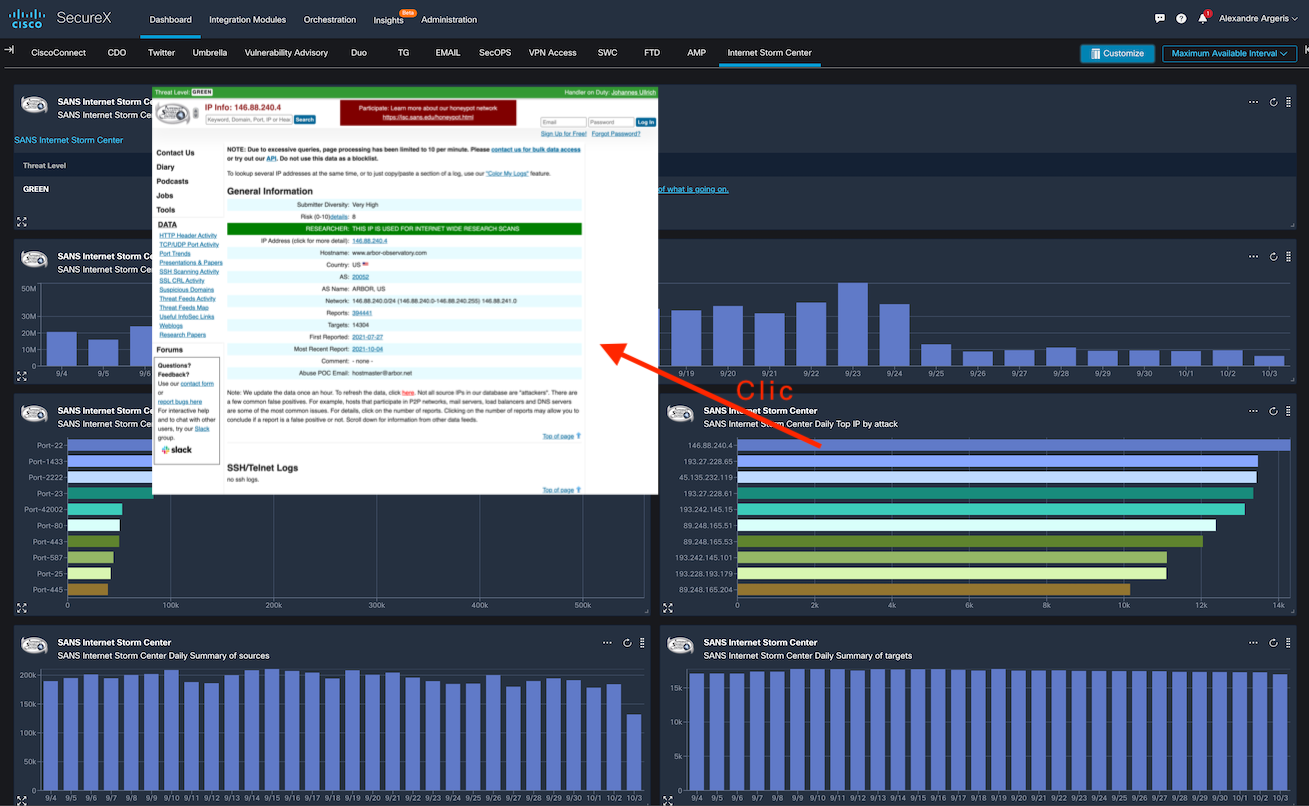 CISCO SecureX Dashboard Integration Modules Orchestration Insights Beta Administration 1 Alexandre Argeris
CiscoConnect CDO Twitter Umbrella Vulnerability Advisory Duo TG EMAIL SecOPS VPN Access SWC FTD AMP Internet Storm Center Customize Maximum Available Interval
SANS Internet Storm C
SANS Internet Storm Ce
SANS Internet Storm Center
Threat Level
GREEN
of what is going on.
Threat Level: GREEN Handler on Duty: Johannes Ullrich
IP Info: 146.88.240.4
Keyword, Domain, Port, IP or Hea Search
Participate: Learn more about our honeypot network
https://isc.sans.edu/honeypot.html
Email Password Log In
Sign Up for Free! Forgot Password?
Contact Us
Diary
Podcasts
Jobs
Tools
DATA
HTTP Header Activity
TCP/UDP Port Activity
Port Trends
Presentations & Papers
SSH Scanning Activity
SSL CRL Activity
Suspicious Domains
Threat Feeds Activity
Threat Feeds Map
Useful InfoSec Links
Weblogs
Research Papers
Forums
Questions?
Feedback?
Use our contact form
or
report bugs here
For interactive help
and to chat with other
users, try our Slack
group.
slack
NOTE: Due to excessive queries, page processing has been limited to 10 per minute. Please contact us for bulk data access
or try out our API. Do not use this data as a blocklist.
To lookup several IP addresses at the same time, or to just copy/paste a section of a log, use our "Color My Logs" feature.
General Information
Submitter Diversity: Very High
Risk (0-10)details: 8
RESEARCHER: THIS IP IS USED FOR INTERNET WIDE RESEARCH SCANS
IP Address (click for more detail): 146.88.240.4
Hostname: www.arbor-observatory.com
Country: US
AS: 20052
AS Name: ARBOR, US
Network: 146.88.240.0/24 (146.88.240.0-146.88.240.255) 146.88.241.0
Reports: 394441
Targets: 14304
First Reported: 2021-07-27
Most Recent Report: 2021-10-04
Comment: - none -
Abuse POC Email: hostmaster@arbor.net
Note: We update the data once an hour. To refresh the data, click here. Not all source IPs in our database are "attackers". There are
a few common false positives. For example, hosts that participate in P2P networks, mail servers, load balancers and DNS servers
are some of the most common issues. For details, click on the number of reports. Clicking on the number of reports may allow you to
conclude if a report is a false positive or not. Scroll down for information from other data feeds.
Top of page
SSH/Telnet Logs
no ssh logs.
Top of page
SANS Internet Storm C
SANS Internet Storm Ce
50M
30M
20M
10M
0
9/4 9/5 9/6 9/19 9/20 9/21 9/22 9/23 9/24 9/25 9/26 9/27 9/28 9/29 9/30 10/1 10/2 10/3
Clic
SANS Internet Storm C
SANS Internet Storm Ce
Port-22
Port-1433
Port-2222
Port-23
Port-42002
Port-80
Port-443
Port-587
Port-25
Port-445
0 100k 200k 300k 400k 500k
SANS Internet Storm Center
SANS Internet Storm Center Daily Top IP by attack
146.88.240.4
193.27.228.65
45.135.232.119
193.27.228.61
193.242.145.15
89.248.165.51
89.248.165.53
193.242.145.101
193.228.193.179
89.248.165.204
0 2k 4k 6k 8k 10k 12k 14k
SANS Internet Storm Center
SANS Internet Storm Center Daily Summary of sources
200k
150k
100k
50k
0
9/4 9/5 9/6 9/7 9/8 9/9 9/10 9/11 9/12 9/13 9/14 9/15 9/16 9/17 9/18 9/19 9/20 9/21 9/22 9/23 9/24 9/25 9/26 9/27 9/28 9/29 9/30 10/1 10/2 10/3
SANS Internet Storm Center
SANS Internet Storm Center Daily Summary of targets
15k
10k
5k
0
9/4 9/5 9/6 9/7 9/8 9/9 9/10 9/11 9/12 9/13 9/14 9/15 9/16 9/17 9/18 9/19 9/20 9/21 9/22 9/23 9/24 9/25 9/26 9/27 9/28 9/29 9/30 10/1 10/2 10/3